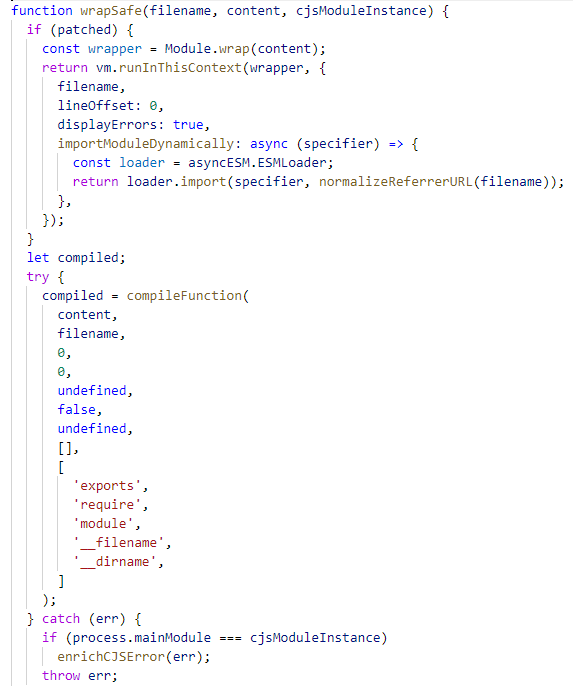 function wrapSafe(filename, content, cjsModuleInstance) {
  if (patched) {
    const wrapper = Module.wrap(content);
    return vm.runInThisContext(wrapper, {
      filename,
      lineOffset: 0,
      displayErrors: true,
      importModuleDynamically: async (specifier) => {
        const loader = asyncESM.ESMLoader;
        return loader.import(specifier, normalizeReferrerURL(filename));
      },
    });
  }
  let compiled;
  try {
    compiled = compileFunction(
      content,
      filename,
      0,
      0,
      undefined,
      false,
      undefined,
      [],
      [
        'exports',
        'require',
        'module',
        '__filename',
        '__dirname',
      ]
    );
  } catch (err) {
    if (process.mainModule === cjsModuleInstance)
      enrichCJSError(err);
    throw err;